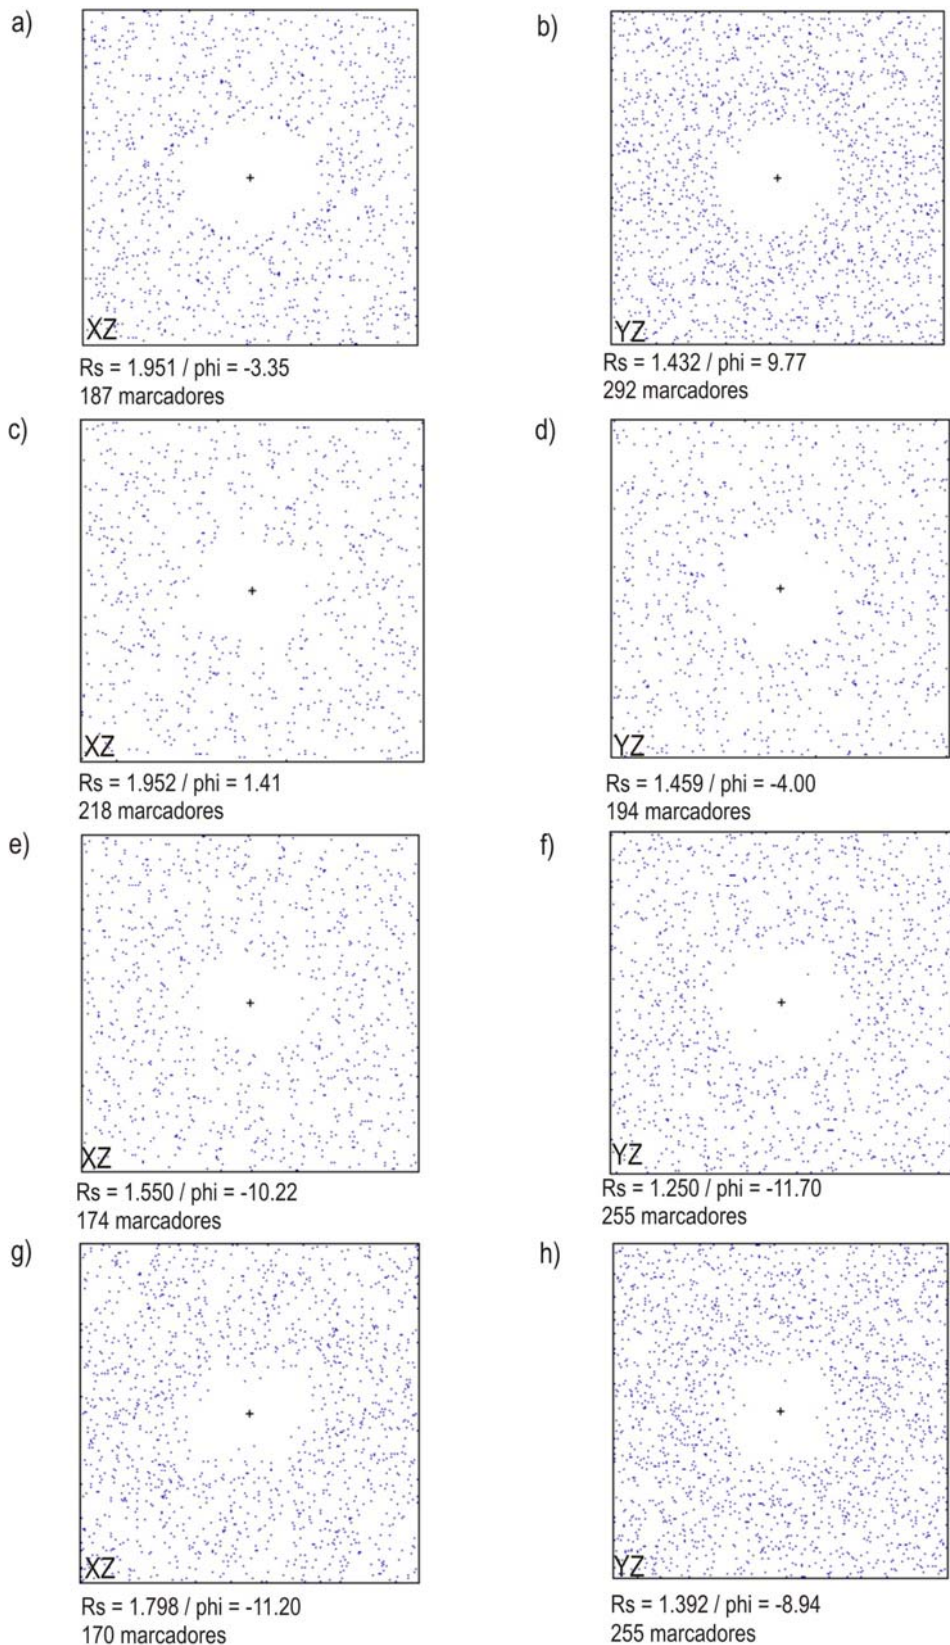 a)
XZ
Rs = 1.951 / phi = -3.35
187 marcadores
b)
YZ
Rs = 1.432 / phi = 9.77
292 marcadores
c)
XZ
Rs = 1.952 / phi = 1.41
218 marcadores
d)
YZ
Rs = 1.459 / phi = -4.00
194 marcadores
e)
XZ
Rs = 1.550 / phi = -10.22
174 marcadores
f)
YZ
Rs = 1.250 / phi = -11.70
255 marcadores
g)
XZ
Rs = 1.798 / phi = -11.20
170 marcadores
h)
YZ
Rs = 1.392 / phi = -8.94
255 marcadores